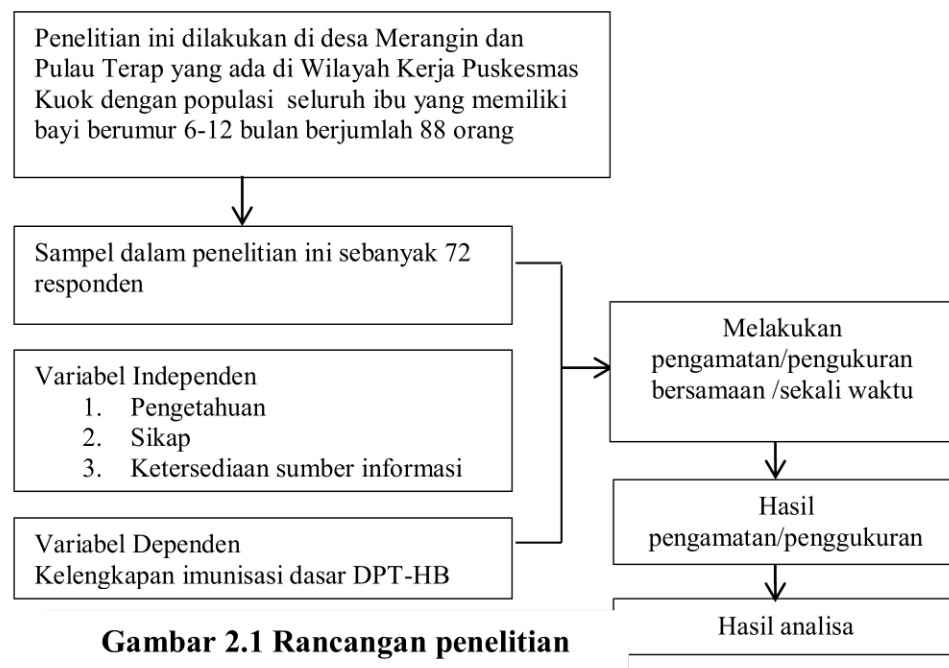 Penelitian ini dilakukan di desa Merangin dan
Pulau Terap yang ada di Wilayah Kerja Puskesmas
Kuok dengan populasi seluruh ibu yang memiliki
bayi berumur 6-12 bulan berjumlah 88 orang
Sampel dalam penelitian ini sebanyak 72
responden
Variabel Independen
1. Pengetahuan
2. Sikap
3. Ketersediaan sumber informasi
Variabel Dependen
Kelengkapan imunisasi dasar DPT-HB
Melakukan
pengamatan/pengukuran
bersamaan /sekali waktu
Hasil
pengamatan/penggukuran
Hasil analisa
Gambar 2.1 Rancangan penelitian